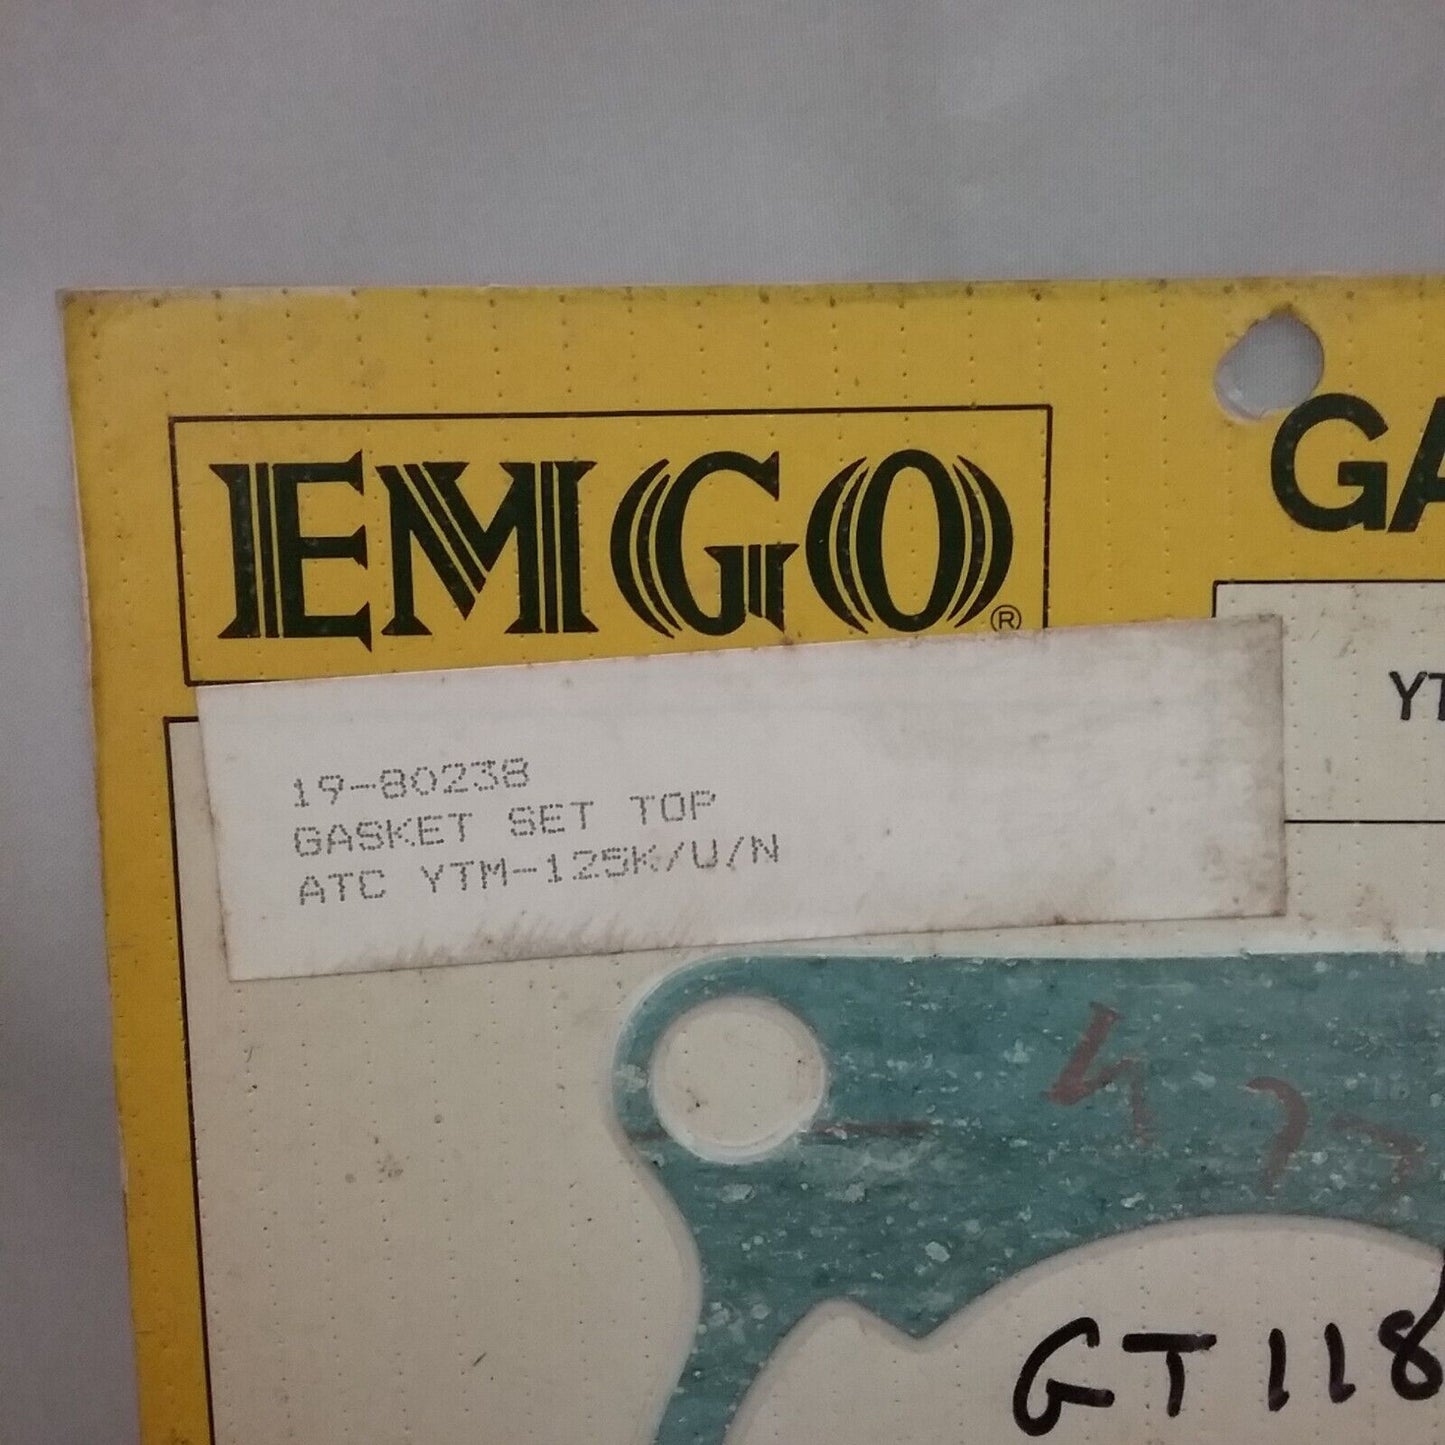 EMGO®
GA
YT
19-80238
GASKET SET TOP
ATC YTM-125K/U/N
GT118